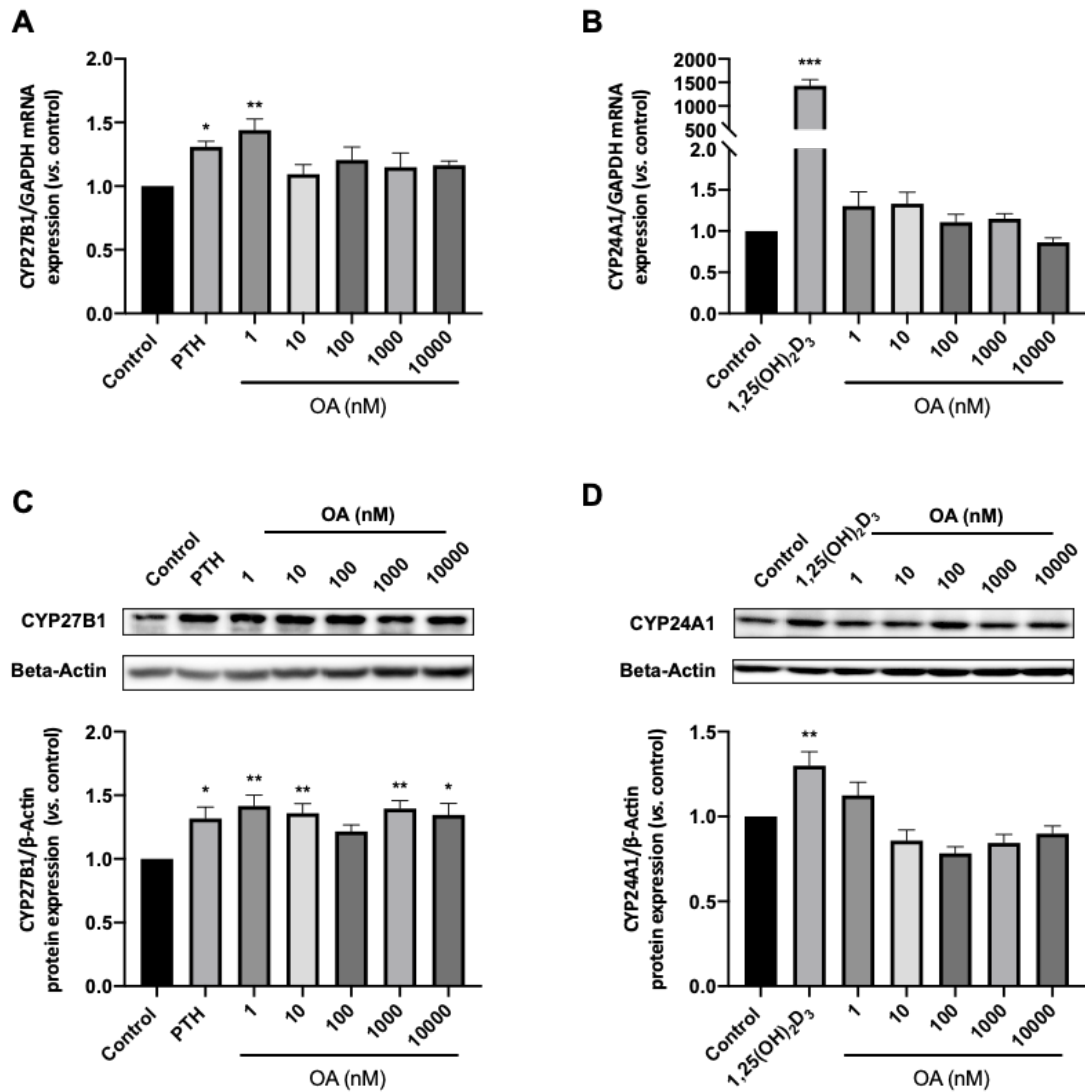 A
CYP27B1/GAPDH mRNA
expression (vs. control)
2.0
1.5
1.0
0.5
0.0
*
**
Control
PTH
1
10
100
1000
10000
OA (nM)
B
CYP24A1/GAPDH mRNA
expression (vs. control)
2000
1500
1000
500
2.0
1.5
1.0
0.5
0.0
***
Control
1,25(OH)₂D₃
1
10
100
1000
10000
OA (nM)
C
OA (nM)
Control
PTH
1
10
100
1000
10000
CYP27B1
Beta-Actin
CYP27B1/β-Actin
protein expression (vs. control)
2.0
1.5
1.0
0.5
0.0
*
**
**
**
*
Control
PTH
1
10
100
1000
10000
OA (nM)
D
OA (nM)
Control
1,25(OH)₂D₃
1
10
100
1000
10000
CYP24A1
Beta-Actin
CYP24A1/β-Actin
protein expression (vs. control)
1.5
1.0
0.5
0.0
**
Control
1,25(OH)₂D₃
1
10
100
1000
10000
OA (nM)